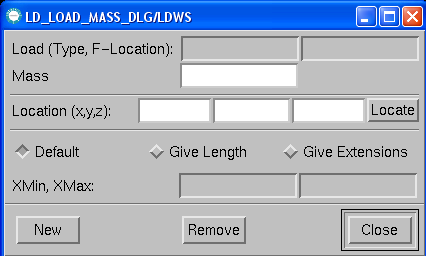 LD_LOAD_MASS_DLG/LDWS
Load (Type, F-Location):
Mass
Location (x,y,z): Locate
Default Give Length Give Extensions
XMin, XMax:
New Remove Close